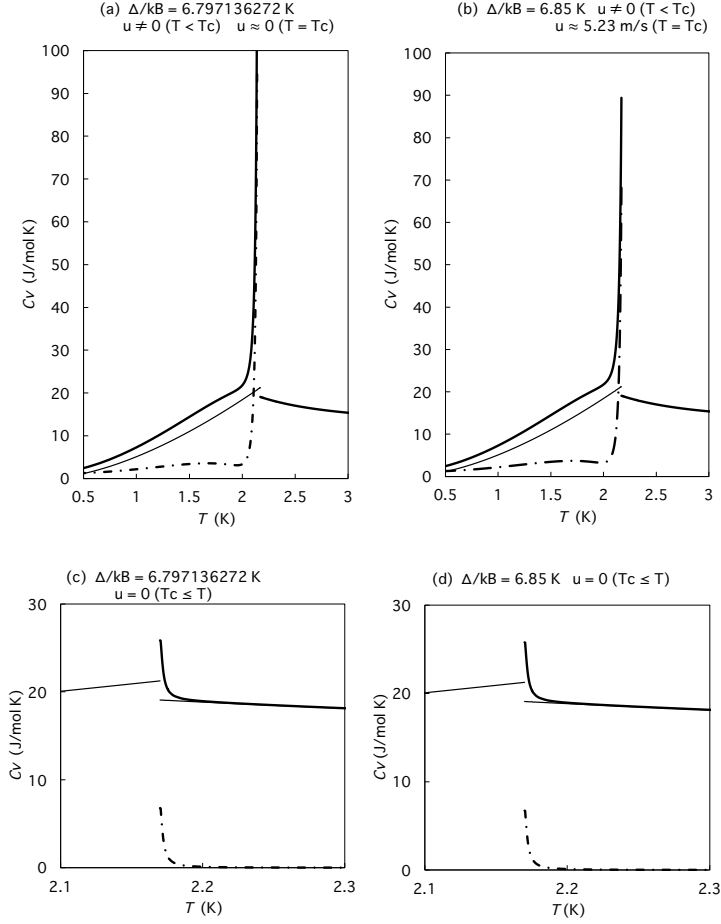 (a) Δ/kB = 6.797136272 K
u ≠ 0 (T < Tc) u ≈ 0 (T = Tc)
100
90
80
70
60
50
40
30
20
10
0
Cv (J/mol K)
0.5 1 1.5 2 2.5 3
T (K)
(b) Δ/kB = 6.85 K u ≠ 0 (T < Tc)
u ≈ 5.23 m/s (T = Tc)
100
90
80
70
60
50
40
30
20
10
0
Cv (J/mol K)
0.5 1 1.5 2 2.5 3
T (K)
(c) Δ/kB = 6.797136272 K
u = 0 (Tc ≤ T)
30
20
10
0
Cv (J/mol K)
2.1 2.2 2.3
T (K)
(d) Δ/kB = 6.85 K u = 0 (Tc ≤ T)
30
20
10
0
Cv (J/mol K)
2.1 2.2 2.3
T (K)